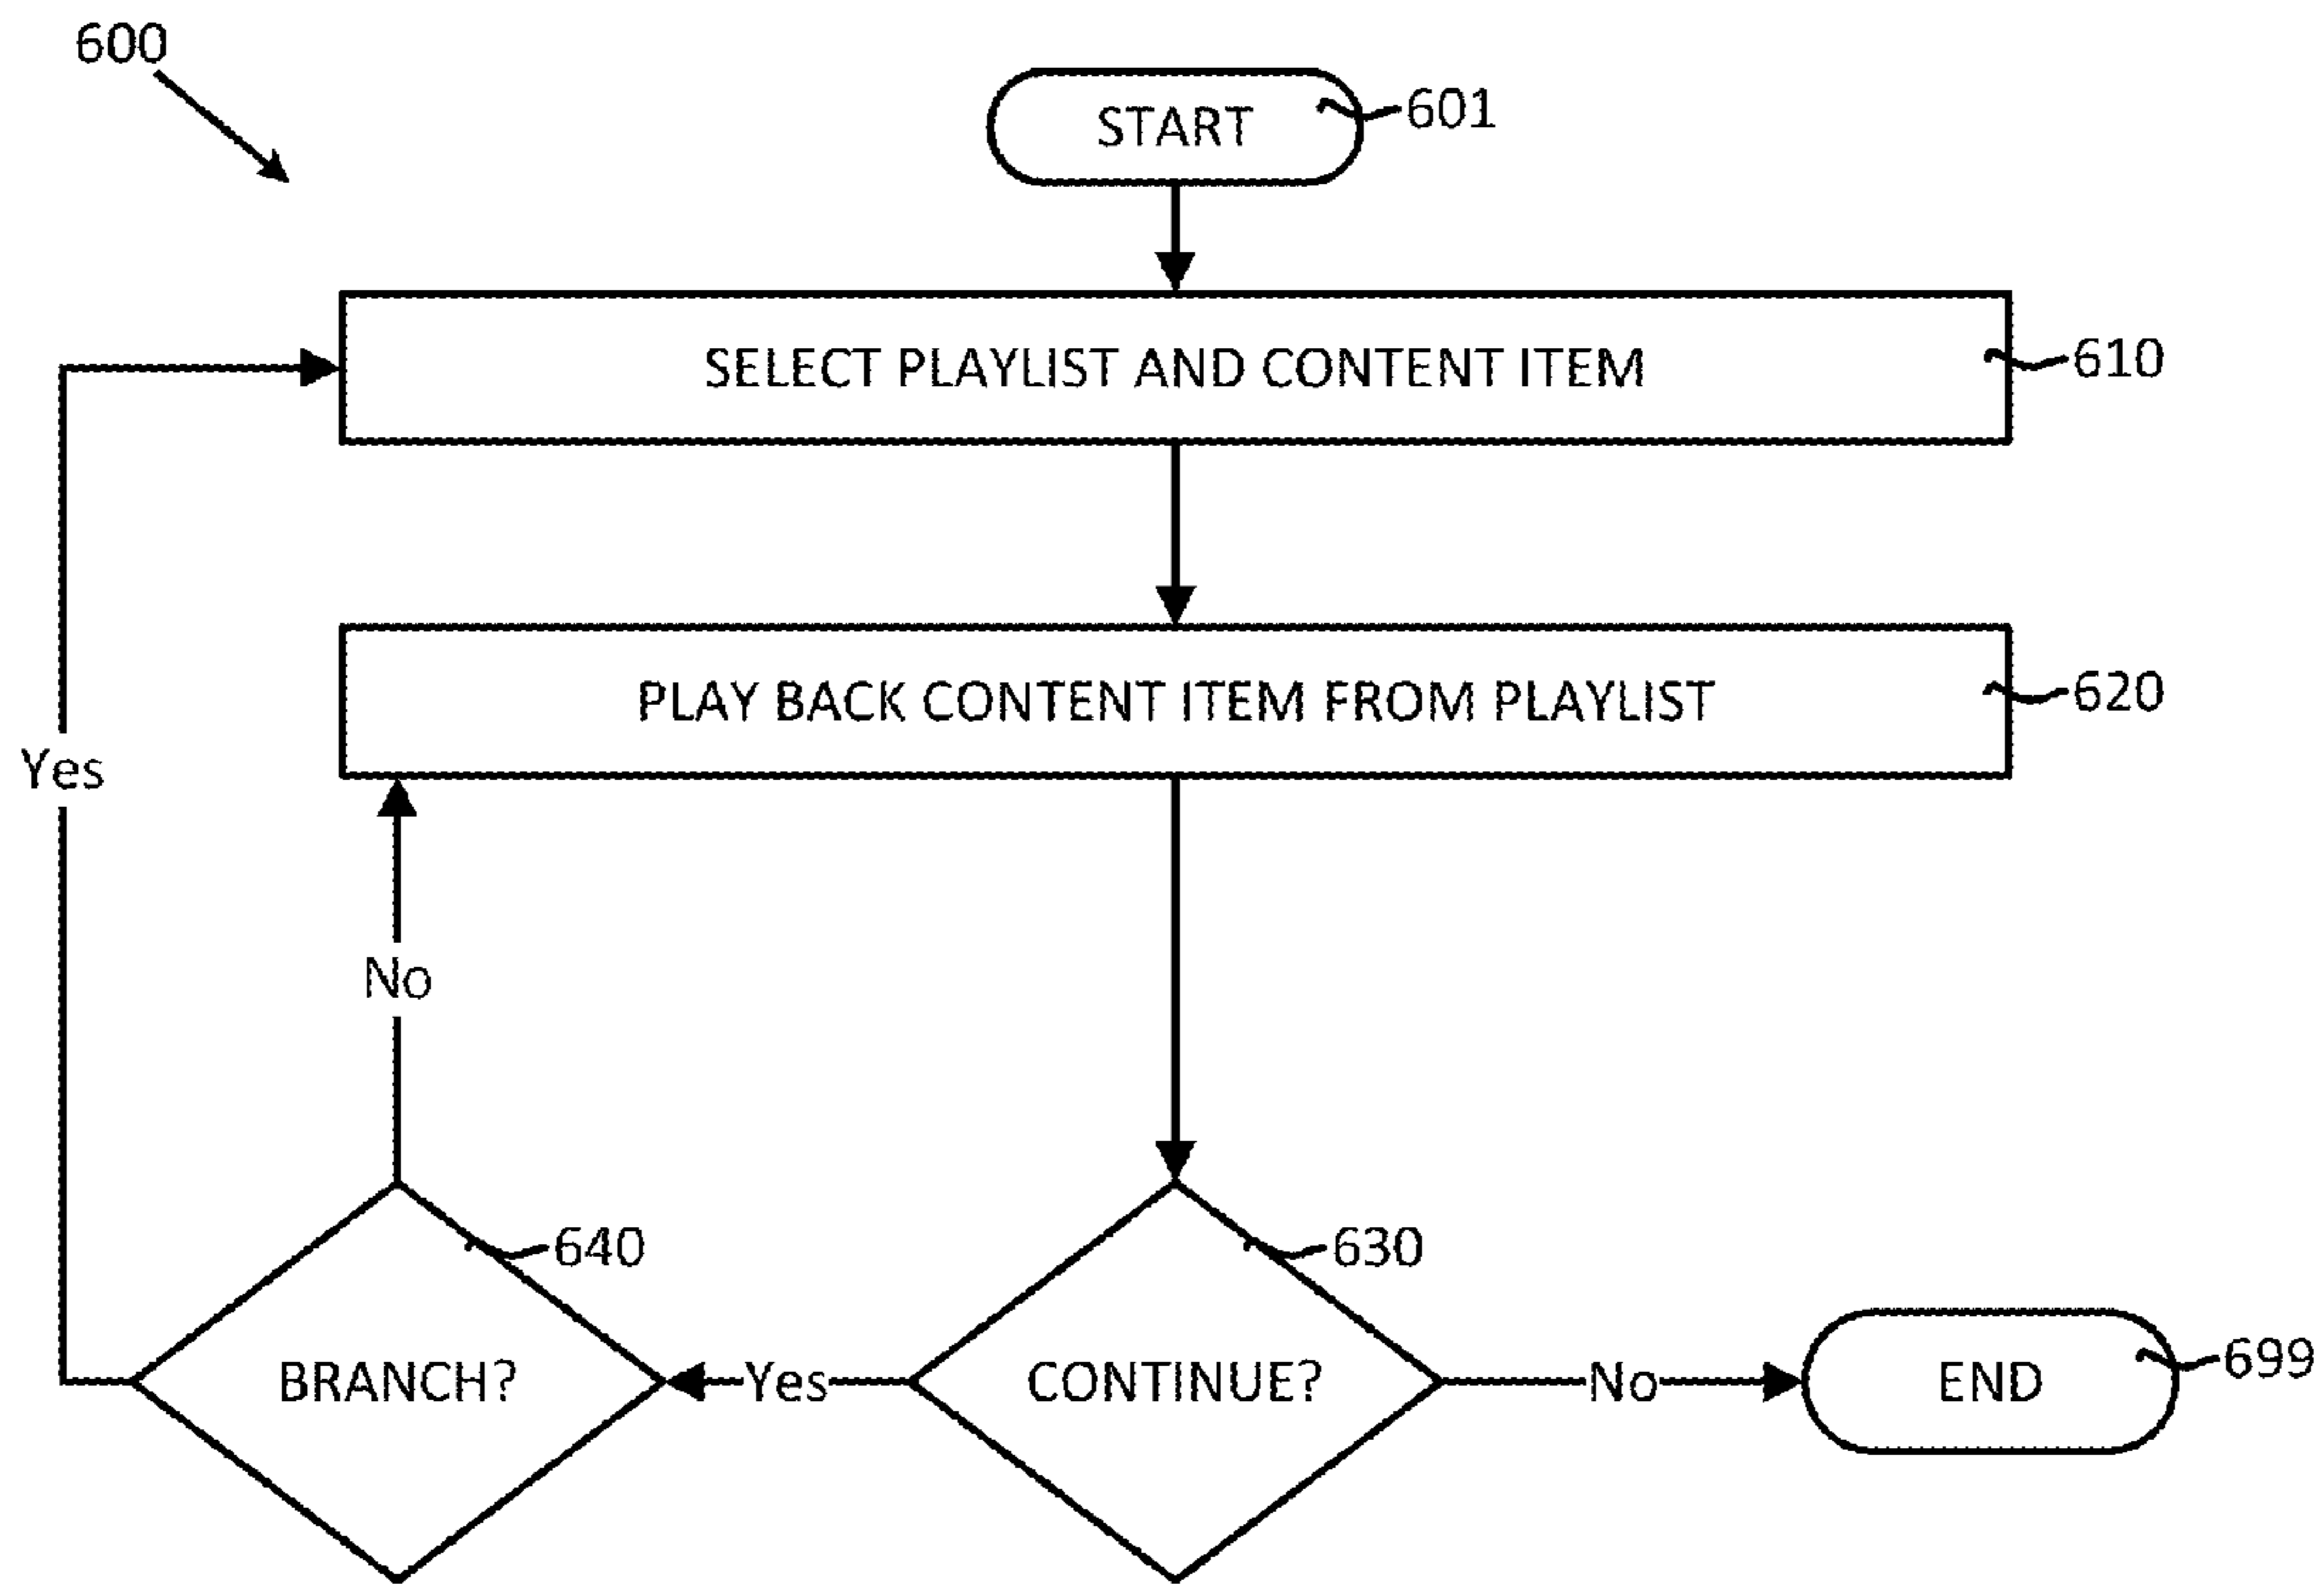 600
START
601
SELECT PLAYLIST AND CONTENT ITEM
610
PLAY BACK CONTENT ITEM FROM PLAYLIST
620
Yes
No
640
630
BRANCH?
Yes
CONTINUE?
No
END
699